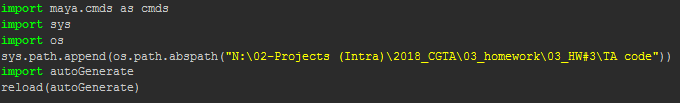 import maya.cmds as cmds
import sys
import os
sys.path.append(os.path.abspath("N:\02-Projects (Intra)\2018_CGTA\03_homework\03_HW#3\TA code"))
import autoGenerate
reload(autoGenerate)